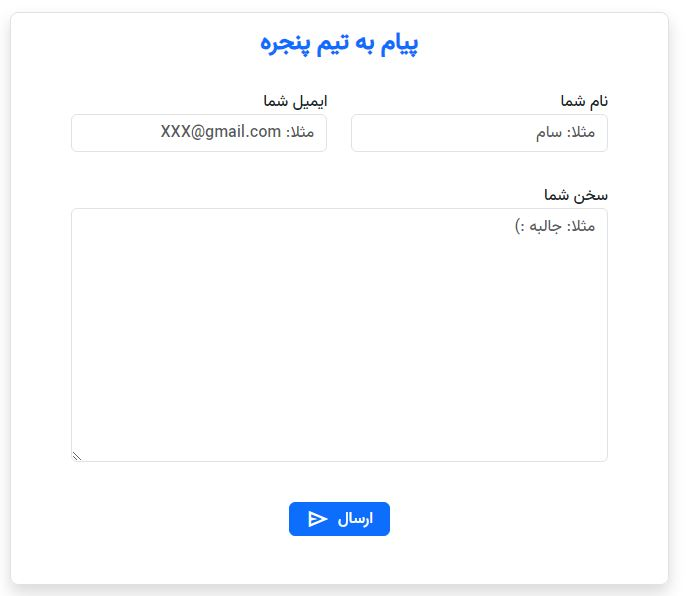 پیام به تیم پنجره
نام شما
ایمیل شما
مثلا: سام
مثلا: XXX@gmail.com
سخن شما
مثلا: جالبه :)
ارسال